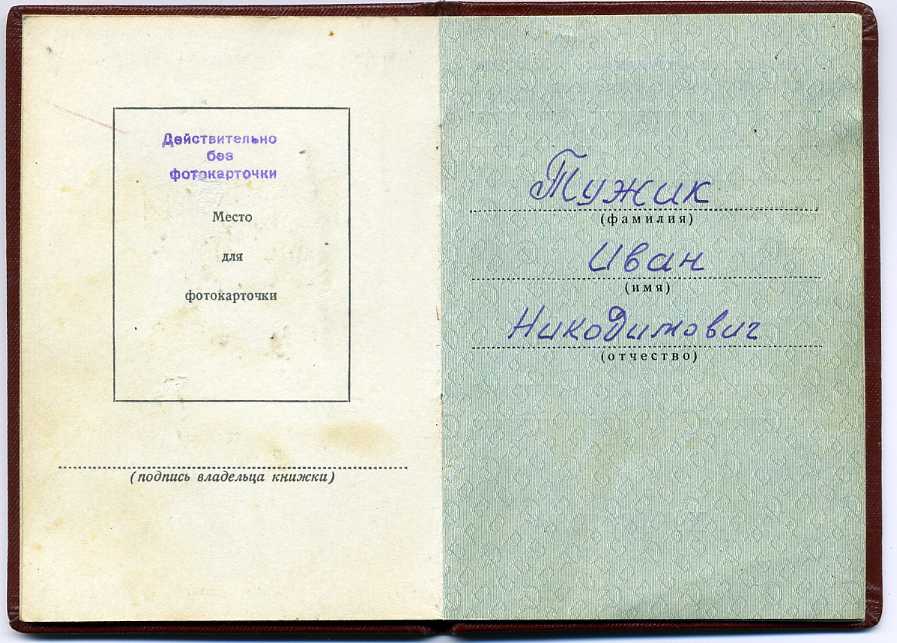 Действительно
без
фотокарточки
Место
для
фотокарточки
(подпись владельца книжки)
Тужик
(фамилия)
Иван
(имя)
Никодимович
(отчество)